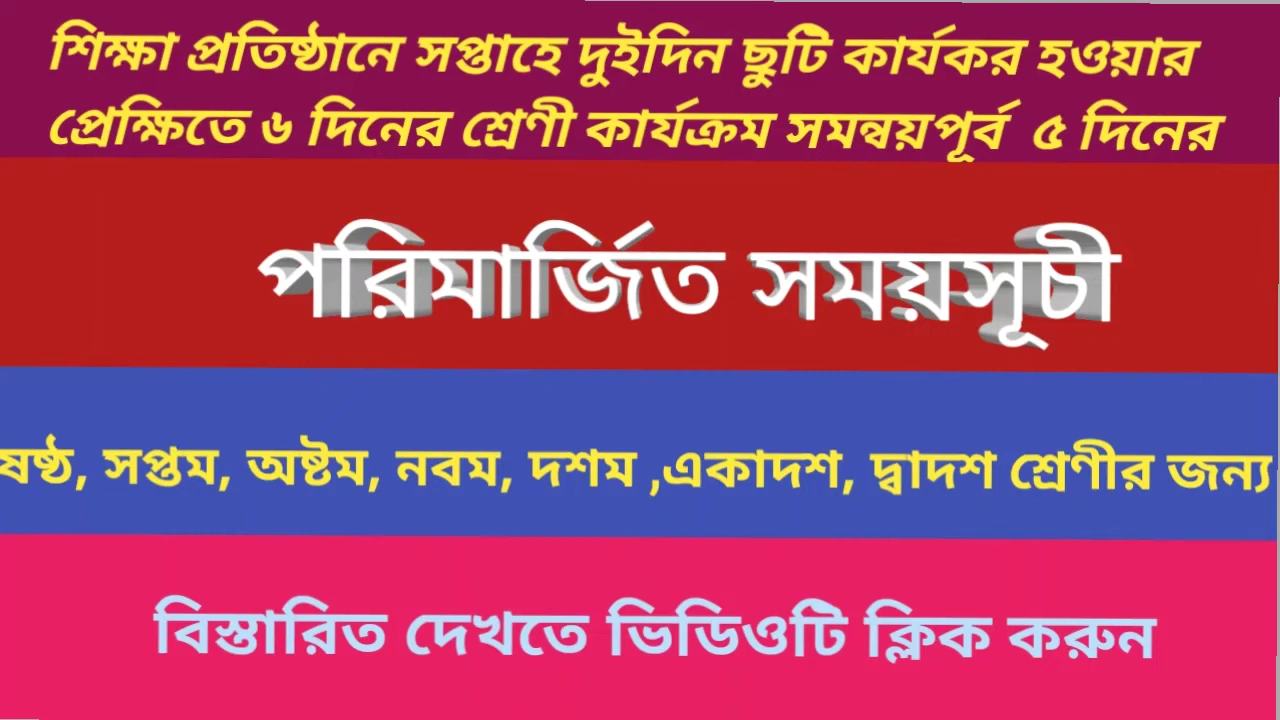 শিক্ষা প্রতিষ্ঠানে সপ্তাহে দুইদিন ছুটি কার্যকর হওয়ার
প্রেক্ষিতে ৬ দিনের শ্রেণী কার্যক্রম সমন্বয়পূর্ব ৫ দিনের
পরিমার্জিত সময়সূচী
ষষ্ঠ, সপ্তম, অষ্টম, নবম, দশম ,একাদশ, দ্বাদশ শ্রেণীর জন্য
বিস্তারিত দেখতে ভিডিওটি ক্লিক করুন